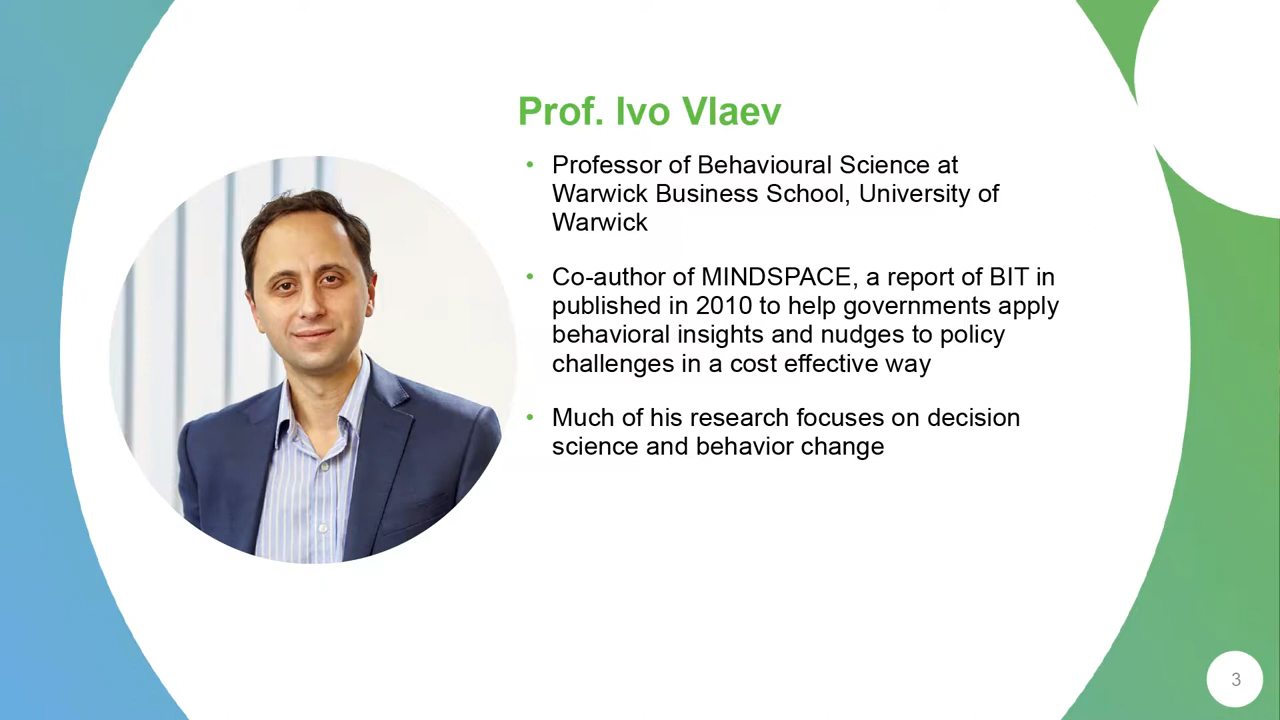 Prof. Ivo Vlaev
• Professor of Behavioural Science at
Warwick Business School, University of
Warwick
• Co-author of MINDSPACE, a report of BIT in
published in 2010 to help governments apply
behavioral insights and nudges to policy
challenges in a cost effective way
• Much of his research focuses on decision
science and behavior change
3